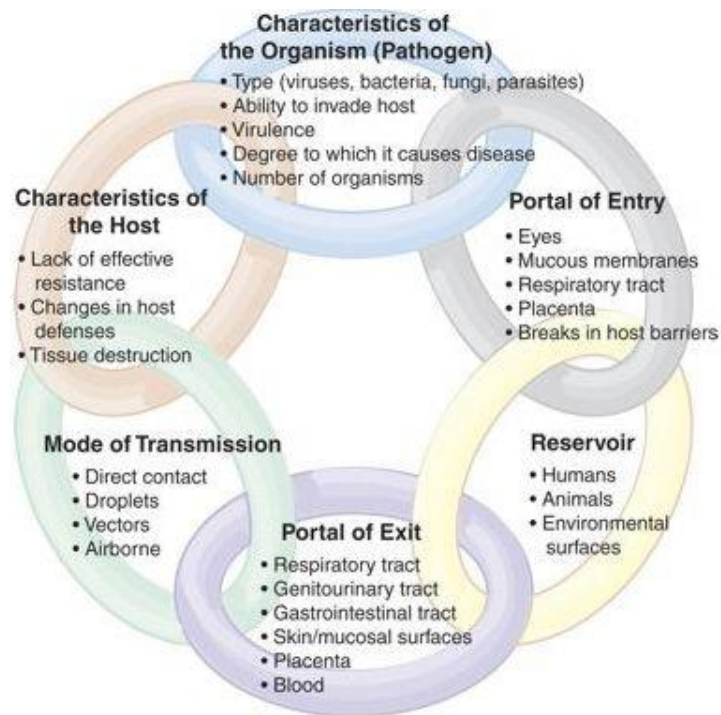 Characteristics of
the Organism (Pathogen)
• Type (viruses, bacteria, fungi, parasites)
• Ability to invade host
• Virulence
• Degree to which it causes disease
• Number of organisms
Portal of Entry
• Eyes
• Mucous membranes
• Respiratory tract
• Placenta
• Breaks in host barriers
Reservoir
• Humans
• Animals
• Environmental
surfaces
Portal of Exit
• Respiratory tract
• Genitourinary tract
• Gastrointestinal tract
• Skin/mucosal surfaces
• Placenta
• Blood
Mode of Transmission
• Direct contact
• Droplets
• Vectors
• Airborne
Characteristics of
the Host
• Lack of effective
resistance
• Changes in host
defenses
• Tissue destruction